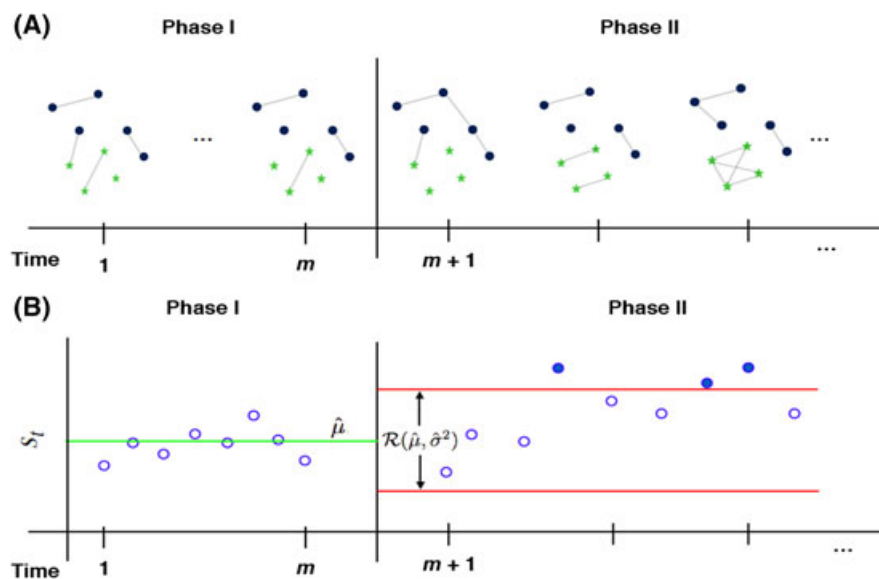 (A)
Phase I
Phase II
... ...
Time 1 m m + 1 ...
(B)
Phase I
Phase II
S_t
μ̂
R(μ̂, σ̂²)
Time 1 m m + 1 ...